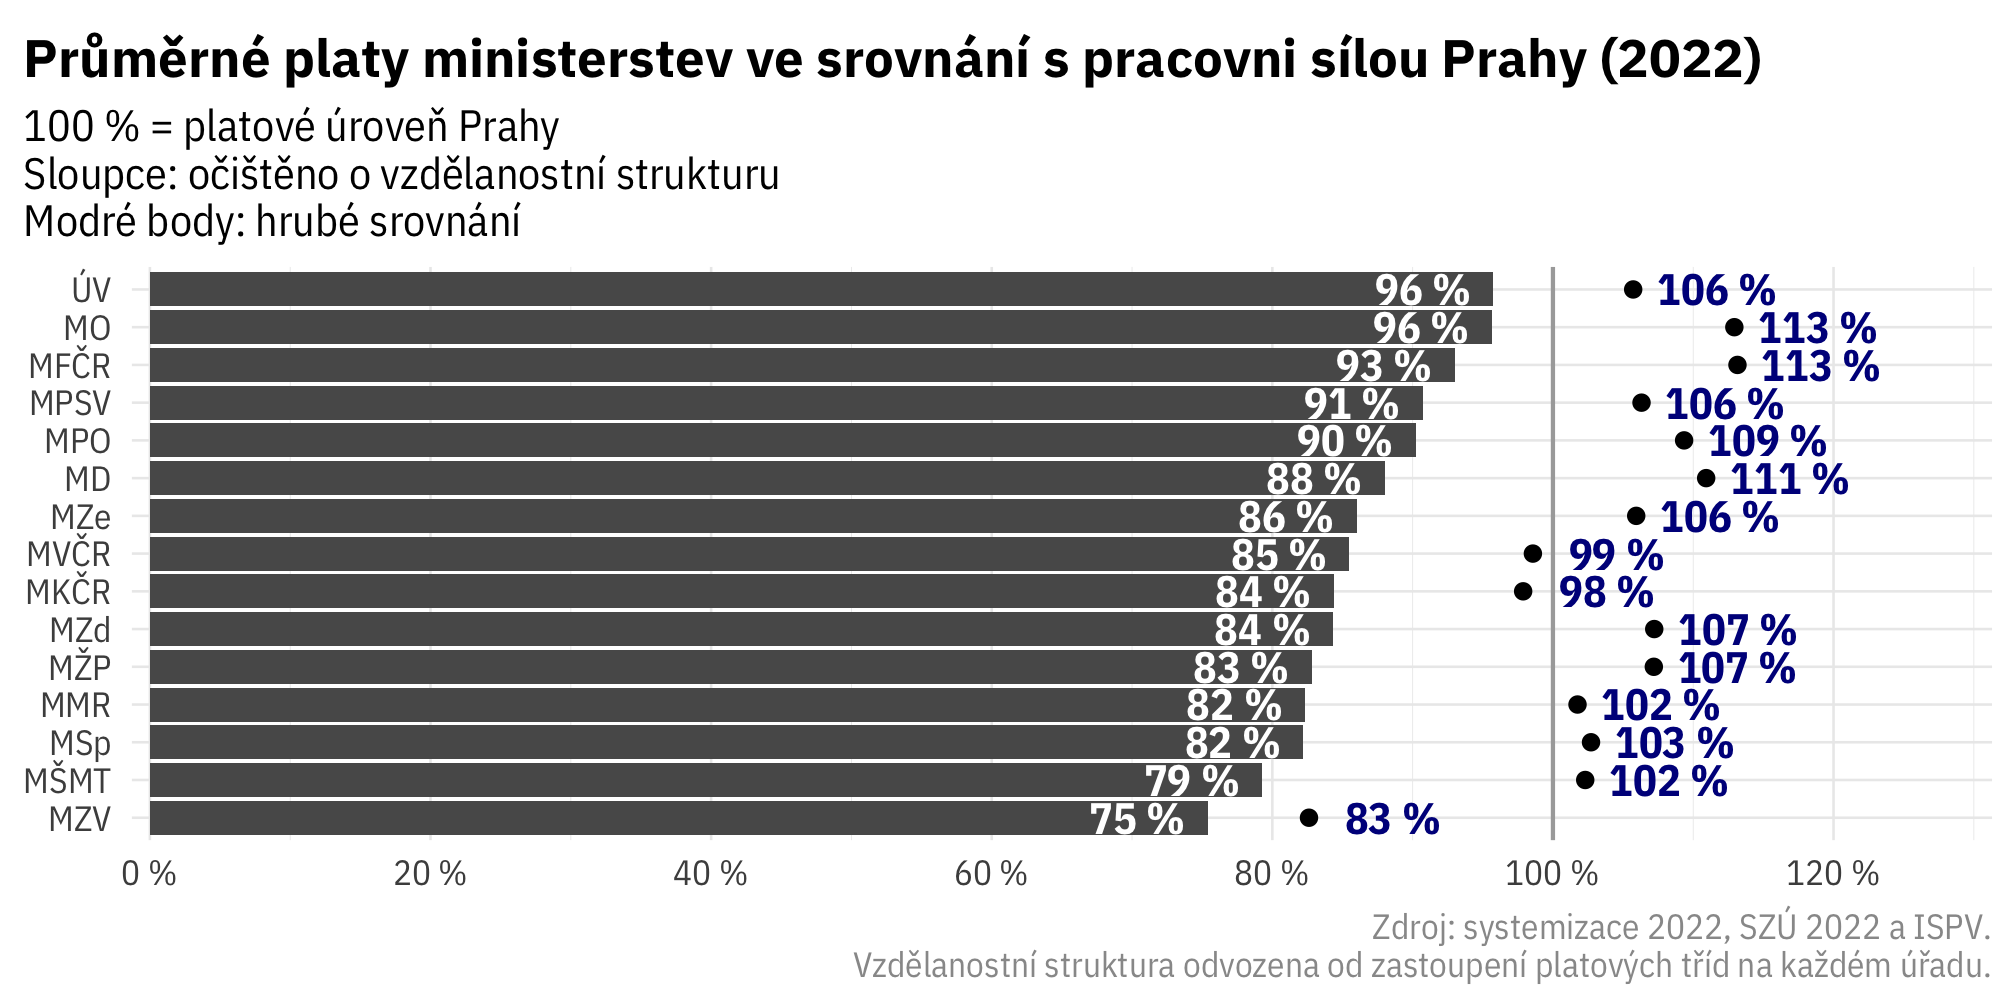 Průměrné platy ministerstev ve srovnání s pracovni sílou Prahy (2022)
100 % = platové úroveň Prahy
Sloupce: očištěno o vzdělanostní strukturu
Modré body: hrubé srovnání
ÚV 96 % 106 %
MO 96 % 113 %
MFČR 93 % 113 %
MPSV 91 % 106 %
MPO 90 % 109 %
MD 88 % 111 %
MZe 86 % 106 %
MVČR 85 % 99 %
MKČR 84 % 98 %
MZd 84 % 107 %
MŽP 83 % 107 %
MMR 82 % 102 %
MSp 82 % 103 %
MŠMT 79 % 102 %
MZV 75 % 83 %
0 % 20 % 40 % 60 % 80 % 100 % 120 %
Zdroj: systemizace 2022, SZÚ 2022 a ISPV.
Vzdělanostní struktura odvozena od zastoupení platových tříd na každém úřadu.